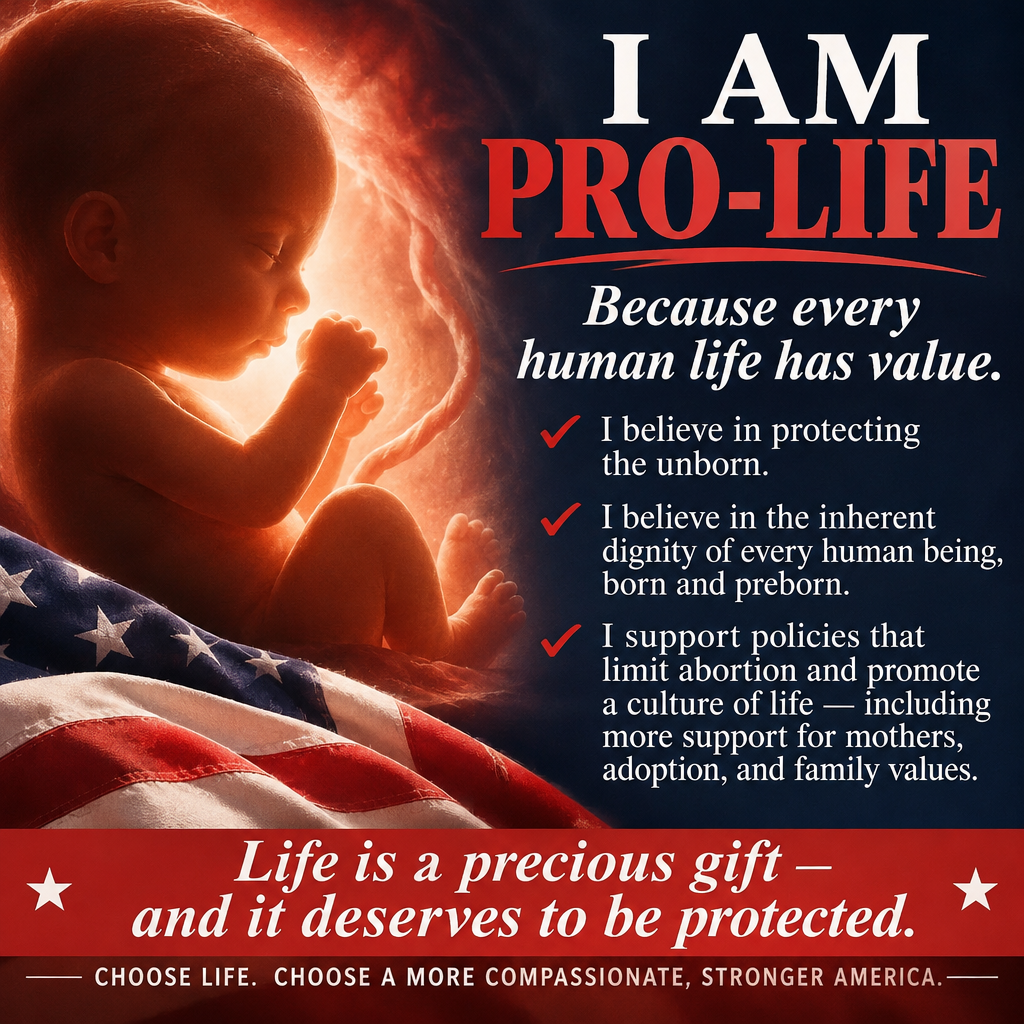 I AM
PRO-LIFE
Because every
human life has value.
I believe in protecting
the unborn.
I believe in the inherent
dignity of every human being,
born and preborn.
I support policies that
limit abortion and promote
a culture of life — including
more support for mothers,
adoption, and family values.
Life is a precious gift —
and it deserves to be protected.
CHOOSE LIFE. CHOOSE A MORE COMPASSIONATE, STRONGER AMERICA.